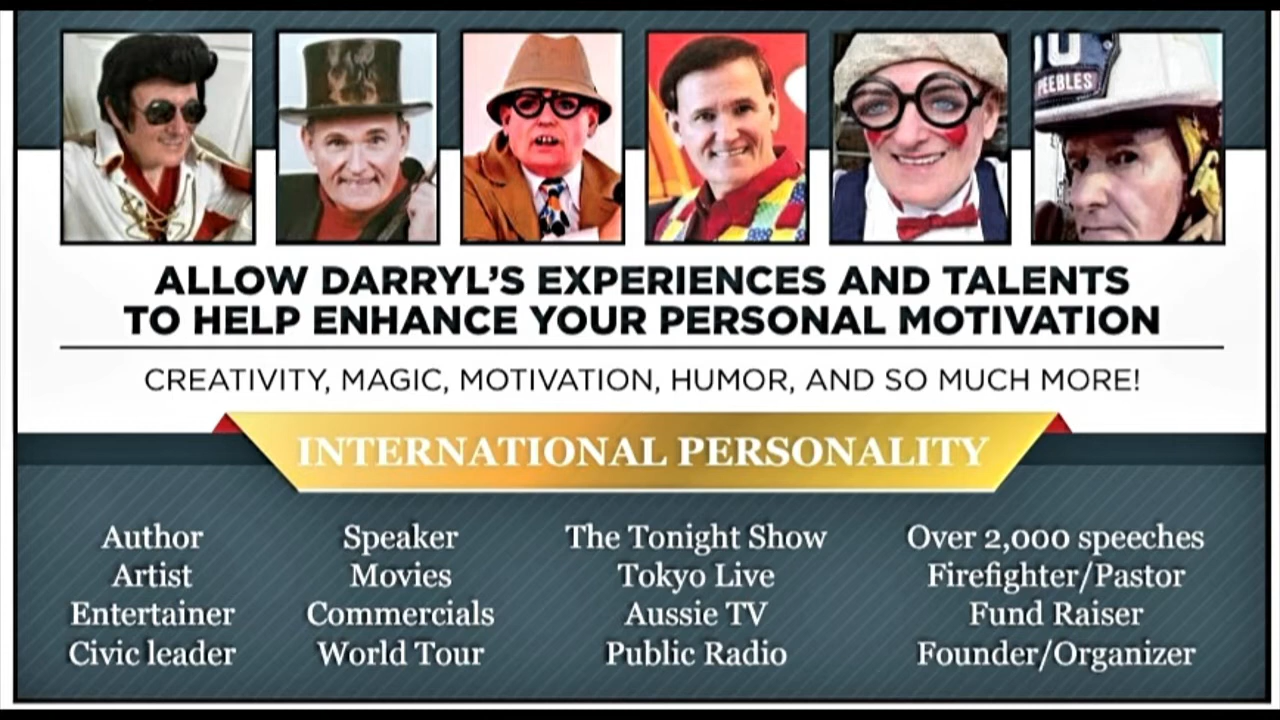 PEEBLES
ALLOW DARRYL'S EXPERIENCES AND TALENTS
TO HELP ENHANCE YOUR PERSONAL MOTIVATION
CREATIVITY, MAGIC, MOTIVATION, HUMOR, AND SO MUCH MORE!
INTERNATIONAL PERSONALITY
Author
Artist
Entertainer
Civic leader
Speaker
Movies
Commercials
World Tour
The Tonight Show
Tokyo Live
Aussie TV
Public Radio
Over 2,000 speeches
Firefighter/Pastor
Fund Raiser
Founder/Organizer